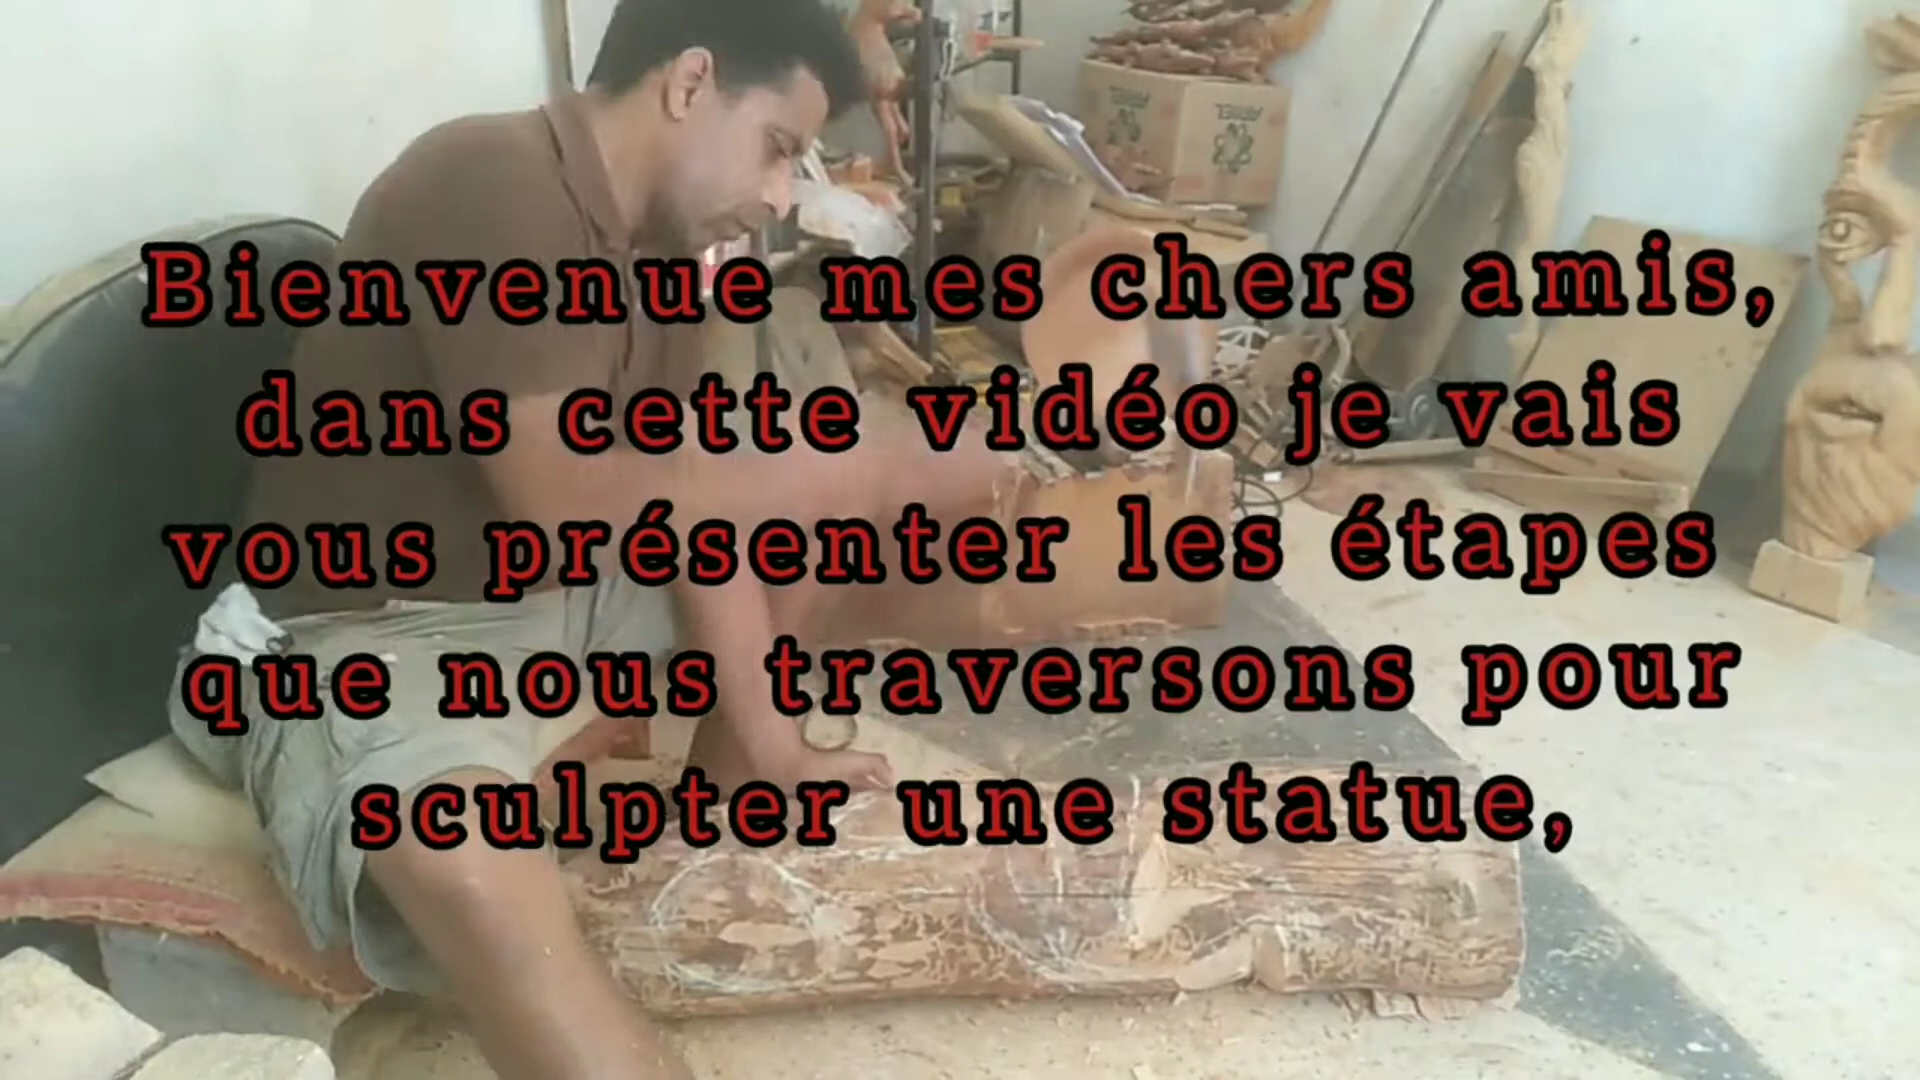 Bienvenue mes chers amis,
dans cette vidéo je vais
vous présenter les étapes
que nous traversons pour
sculpter une statue,